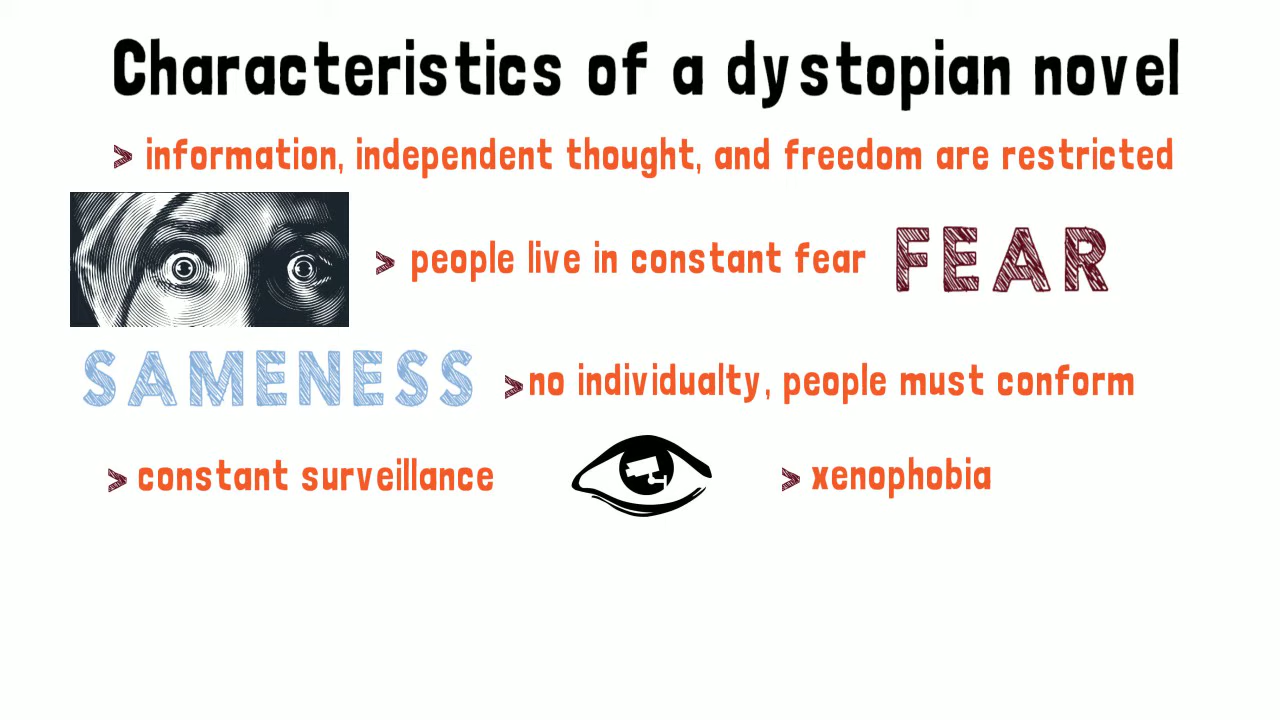 Characteristics of a dystopian novel
> information, independent thought, and freedom are restricted
> people live in constant fear FEAR
SAMENESS >no individualty, people must conform
> constant surveillance > xenophobia